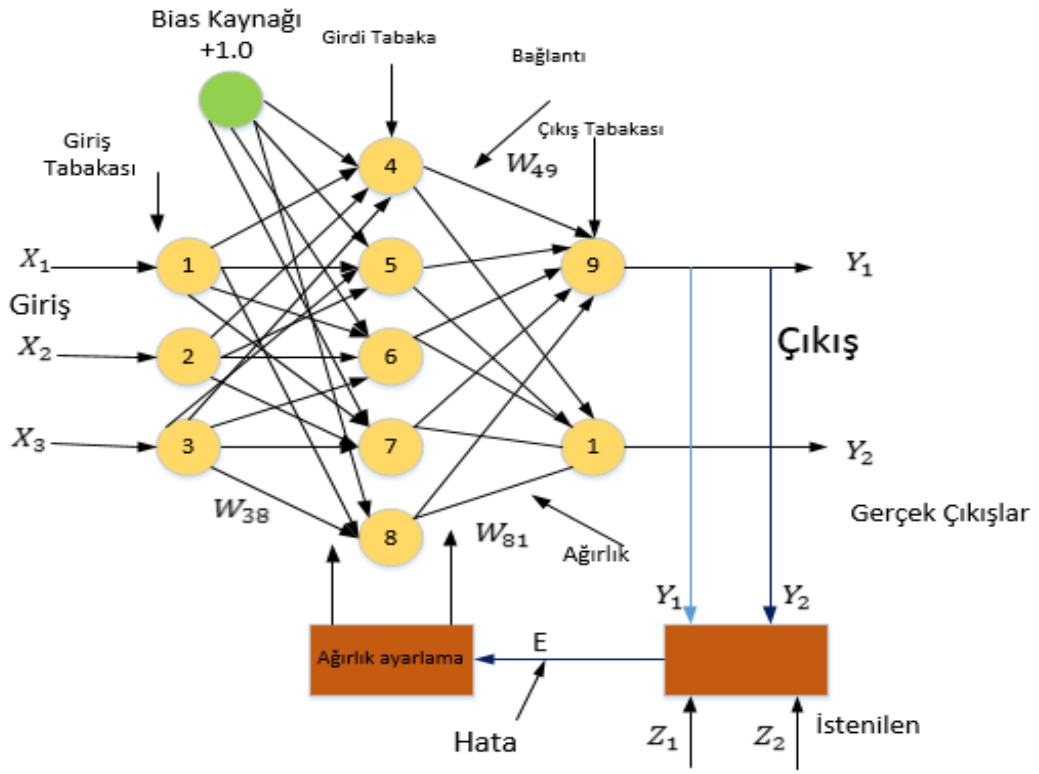 Bias Kaynağı
+1.0
Girdi Tabaka
Bağlantı
Çıkış Tabakası
Giriş
Tabakası
W₄₉
4
X₁
1
5
9
Y₁
Giriş
X₂
2
6
Çıkış
X₃
3
7
1
Y₂
W₃₈
8
W₈₁
Ağırlık
Gerçek Çıkışlar
Y₁
Y₂
Ağırlık ayarlama
E
Hata
Z₁
Z₂
İstenilen